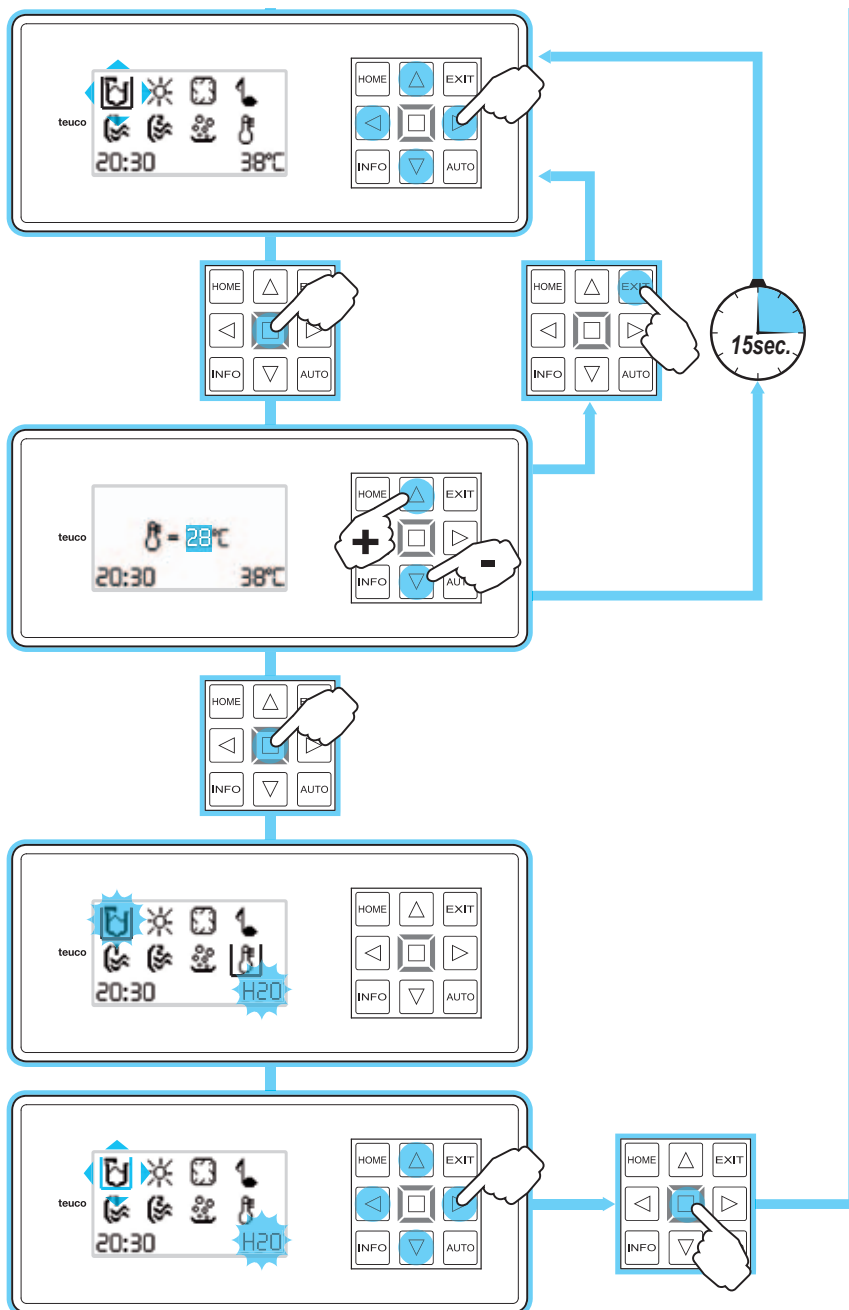 HOME EXIT
teuco
INFO AUTO
20:30 38°C
HOME
INFO AUTO
HOME EXIT
INFO AUTO
15sec.
HOME EXIT
+
teuco
= 28°C
-
INFO AUTO
20:30 38°C
HOME
INFO AUTO
HOME EXIT
teuco
20:30 H2O
INFO AUTO
HOME EXIT
teuco
INFO AUTO
20:30 H2O
HOME EXIT
INFO